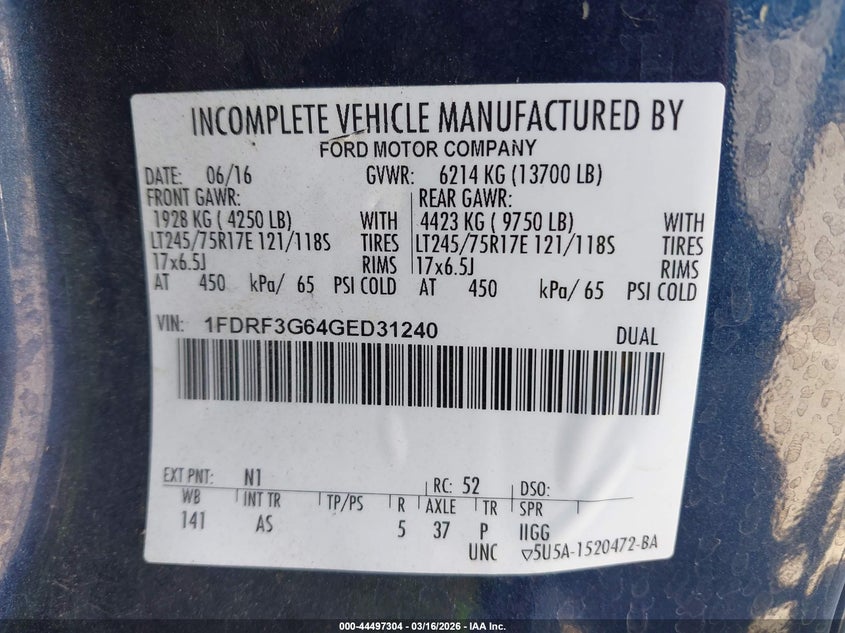 INCOMPLETE VEHICLE MANUFACTURED BY
FORD MOTOR COMPANY
DATE: 06/16 GVWR: 6214 KG (13700 LB)
FRONT GAWR: REAR GAWR:
1928 KG ( 4250 LB) WITH 4423 KG ( 9750 LB) WITH
LT245/75R17E 121/118S TIRES LT245/75R17E 121/118S TIRES
17x6.5J RIMS 17x6.5J RIMS
AT 450 kPa/ 65 PSI COLD AT 450 kPa/ 65 PSI COLD
VIN: 1FDRF3G64GED31240 DUAL
EXT PNT: N1 RC: 52 DSO:
WB INT TR TP/PS R AXLE TR SPR
141 AS 5 37 P IIGG
UNC ▽5U5A-1520472-BA
000-44497304 - 03/16/2026 - IAA Inc.